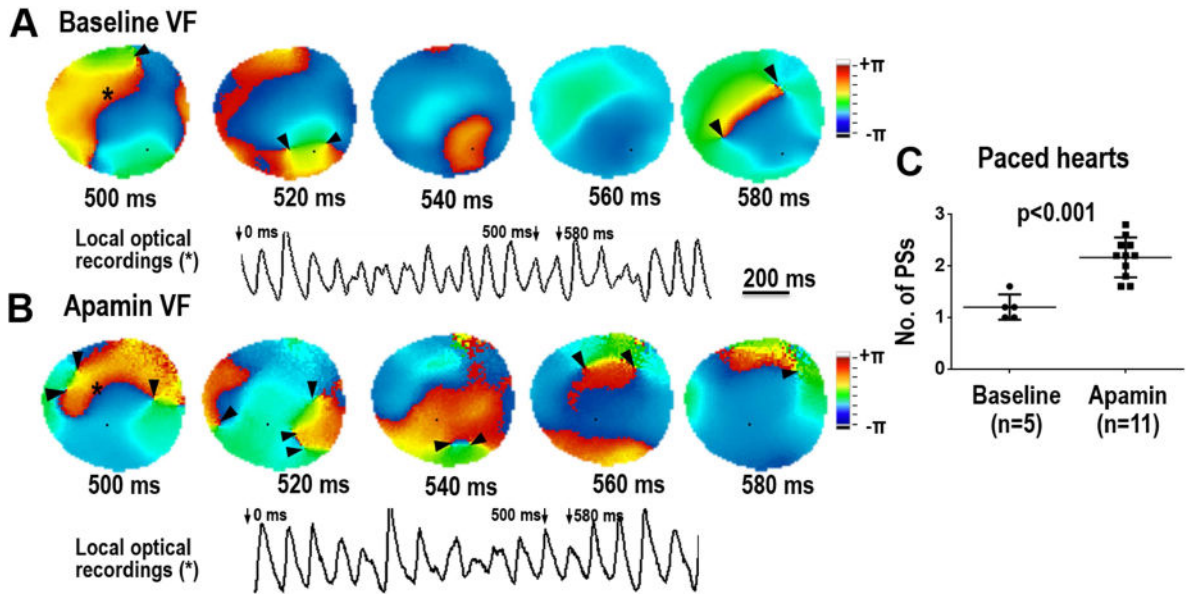 A Baseline VF
*
+π
-π
500 ms 520 ms 540 ms 560 ms 580 ms
Local optical
recordings (*)
0 ms 500 ms 580 ms
200 ms
B Apamin VF
*
+π
-π
500 ms 520 ms 540 ms 560 ms 580 ms
Local optical
recordings (*)
0 ms 500 ms 580 ms
C Paced hearts
p<0.001
No. of PSs
3
2
1
0
Baseline Apamin
(n=5) (n=11)